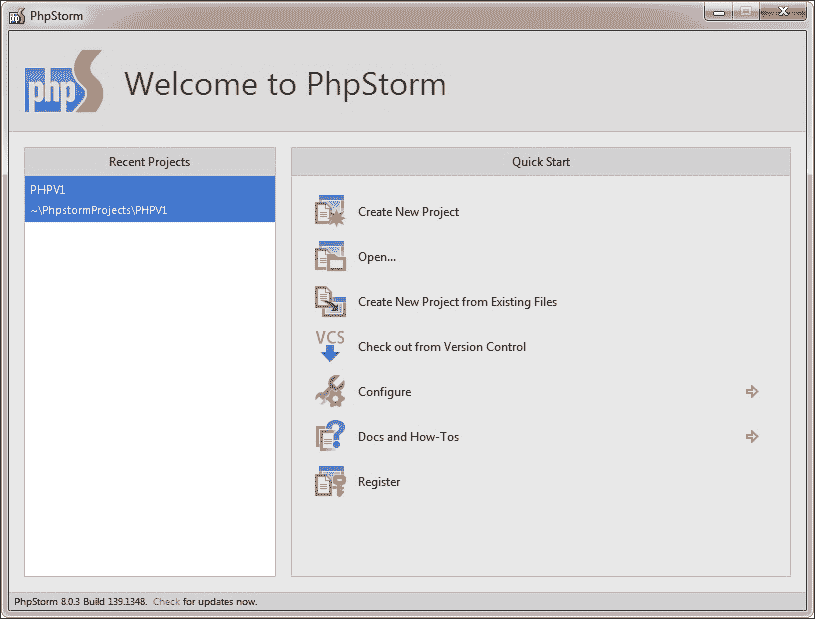 PhpStorm
php
Welcome to PhpStorm
Recent Projects
PHPV1
~\PhpstormProjects\PHPV1
Quick Start
Create New Project
Open...
Create New Project from Existing Files
VCS
Check out from Version Control
Configure
Docs and How-Tos
Register
PhpStorm 8.0.3 Build 139.1348. Check for updates now.